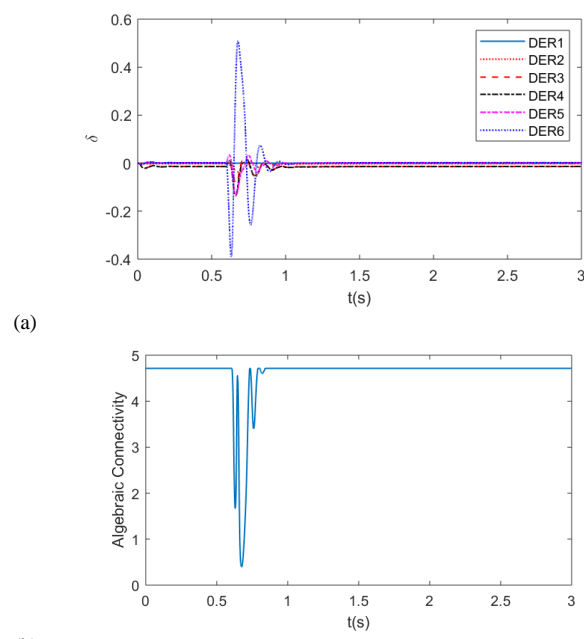 0.6
0.4
0.2
0
-0.2
-0.4
δ
DER1
DER2
DER3
DER4
DER5
DER6
0 0.5 1 1.5 2 2.5 3
t(s)
(a)
5
4
3
2
1
0
Algebraic Connectivity
0 0.5 1 1.5 2 2.5 3
t(s)